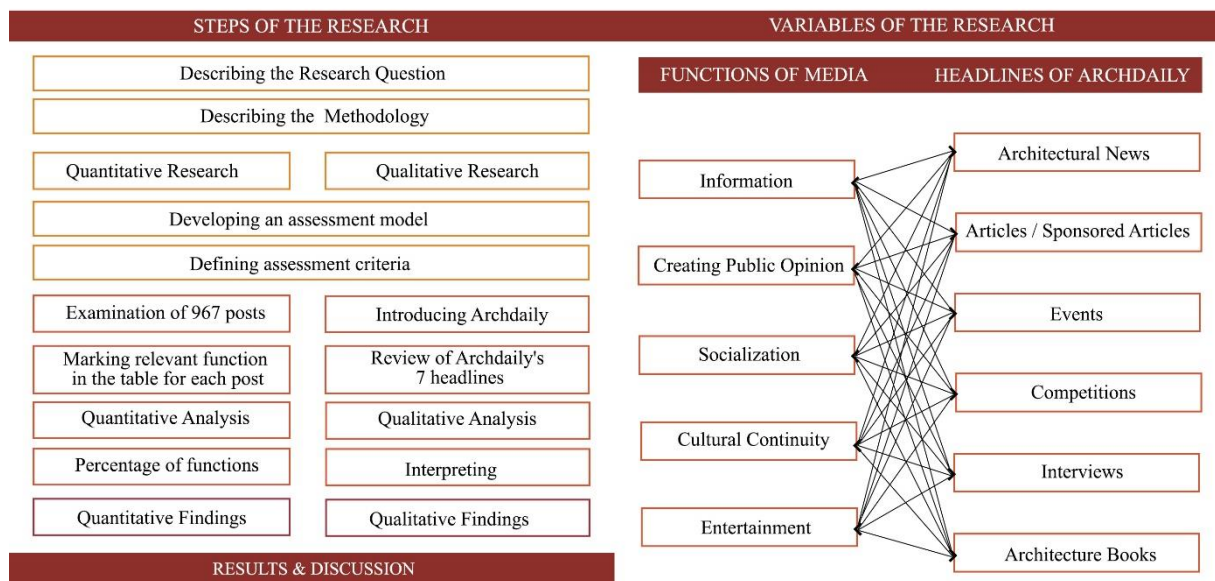 STEPS OF THE RESEARCH
Describing the Research Question
Describing the Methodology
Quantitative Research
Qualitative Research
Developing an assessment model
Defining assessment criteria
Examination of 967 posts
Introducing Archdaily
Marking relevant function
in the table for each post
Review of Archdaily's
7 headlines
Quantitative Analysis
Qualitative Analysis
Percentage of functions
Interpreting
Quantitative Findings
Qualitative Findings
RESULTS & DISCUSSION
VARIABLES OF THE RESEARCH
FUNCTIONS OF MEDIA
HEADLINES OF ARCHDAILY
Information
Creating Public Opinion
Socialization
Cultural Continuity
Entertainment
Architectural News
Articles / Sponsored Articles
Events
Competitions
Interviews
Architecture Books